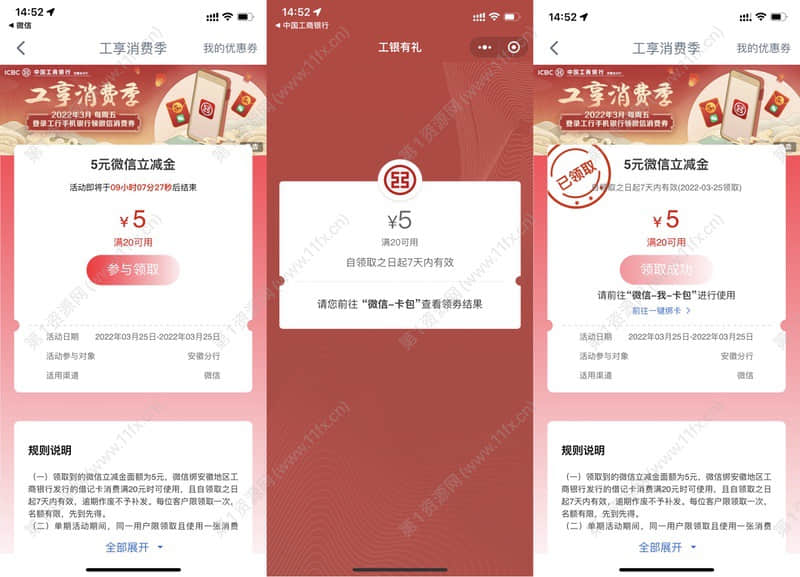 14:52
微信
工享消费季
我的优惠券
ICBC 中国工商银行
工享消费季
2022年3月 每周五
登录工行手机银行领微信消费券
5元微信立减金
活动即将于09小时07分27秒后结束
¥5
满20可用
参与领取
活动日期 2022年03月25日-2022年03月25日
活动参与对象 安徽分行
适用渠道 微信
规则说明
（一）领取到的微信立减金面额为5元，微信绑安徽地区工
商银行发行的借记卡消费满20元时可使用，且自领取之日
起7天内有效，逾期作废不予补发。每位客户限领取一次，
名额有限，先到先得。
（二）单期活动期间，同一用户限领取且使用一张消费
全部展开
14:52
中国工商银行
工银有礼
¥5
满20可用
自领取之日起7天内有效
请您前往 “微信-卡包”查看领券结果
14:52
工享消费季
我的优惠券
ICBC 中国工商银行
工享消费季
2022年3月 每周五
登录工行手机银行领微信消费券
已领取
5元微信立减金
自领取之日起7天内有效(2022-03-25领取)
¥5
满20可用
领取成功
请前往“微信-我-卡包”进行使用
前往一键绑卡
活动日期 2022年03月25日-2022年03月25日
活动参与对象 安徽分行
适用渠道 微信
规则说明
（一）领取到的微信立减金面额为5元，微信绑安徽地区工
商银行发行的借记卡消费满20元时可使用，且自领取之日
起7天内有效，逾期作废不予补发。每位客户限领取一次，
名额有限，先到先得。
（二）单期活动期间，同一用户限领取且使用一张消费
全部展开
第1资源网(www.11fx.cn)